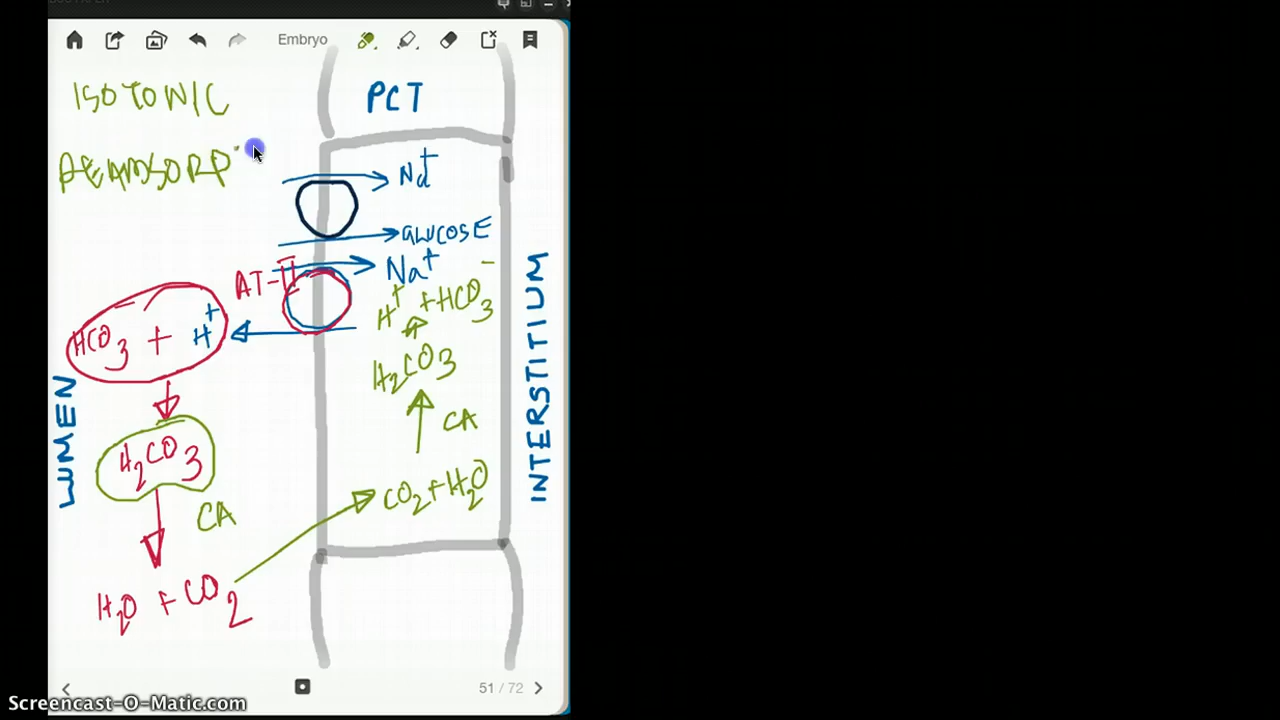 Embryo
ISOTONIC
PCT
REABSORP
Na+
GLUCOSE
Na+
AT-II
H+ + HCO3-
HCO3- + H+
H2CO3
LUMEN
INTERSTITIUM
CA
H2CO3
CO2 + H2O
CA
H2O + CO2
51 / 72
Screencast-O-Matic.com